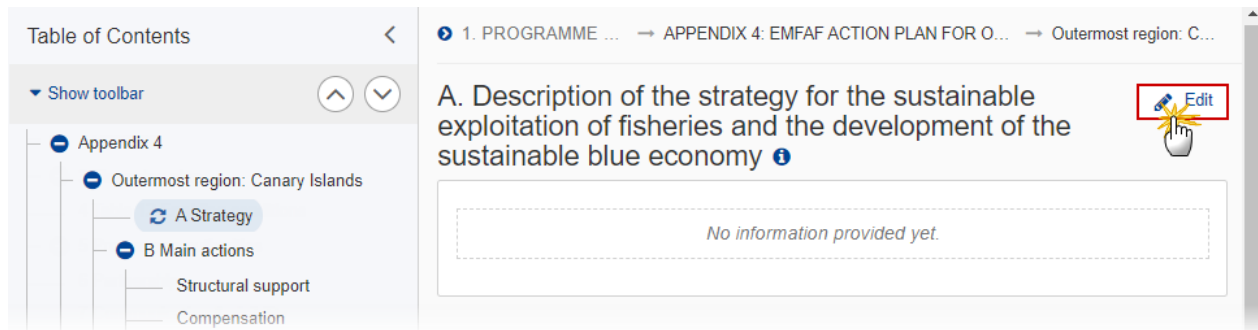 Table of Contents
1. PROGRAMME ... → APPENDIX 4: EMFAF ACTION PLAN FOR O... → Outermost region: C...
Show toolbar
Appendix 4
Outermost region: Canary Islands
A Strategy
B Main actions
Structural support
Compensation
A. Description of the strategy for the sustainable
exploitation of fisheries and the development of the
sustainable blue economy
Edit
No information provided yet.